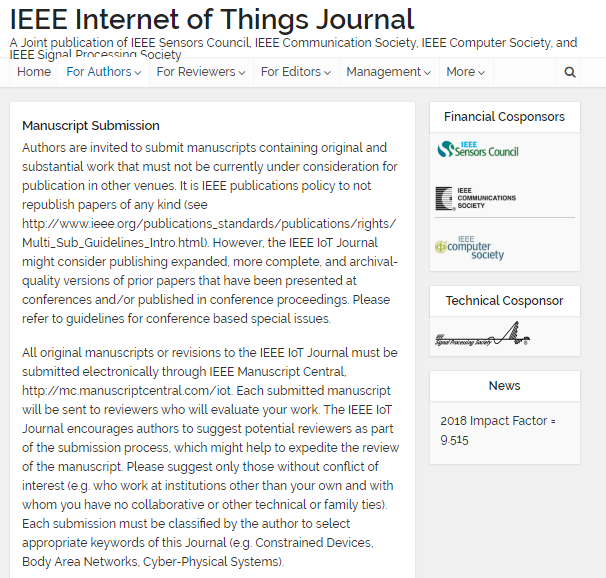 IEEE Internet of Things Journal
A Joint publication of IEEE Sensors Council, IEEE Communication Society, IEEE Computer Society, and
IEEE Signal Processing Society
Home For Authors For Reviewers For Editors Management More
Manuscript Submission
Authors are invited to submit manuscripts containing original and
substantial work that must not be currently under consideration for
publication in other venues. It is IEEE publications policy to not
republish papers of any kind (see
http://www.ieee.org/publications_standards/publications/rights/
Multi_Sub_Guidelines_Intro.html). However, the IEEE IoT Journal
might consider publishing expanded, more complete, and archival-
quality versions of prior papers that have been presented at
conferences and/or published in conference proceedings. Please
refer to guidelines for conference based special issues.
All original manuscripts or revisions to the IEEE IoT Journal must be
submitted electronically through IEEE Manuscript Central,
http://mc.manuscriptcentral.com/iot. Each submitted manuscript
will be sent to reviewers who will evaluate your work. The IEEE IoT
Journal encourages authors to suggest potential reviewers as part
of the submission process, which might help to expedite the review
of the manuscript. Please suggest only those without conflict of
interest (e.g. who work at institutions other than your own and with
whom you have no collaborative or other technical or family ties).
Each submission must be classified by the author to select
appropriate keywords of this Journal (e.g. Constrained Devices,
Body Area Networks, Cyber-Physical Systems).
Financial Cosponsors
IEEE
Sensors Council
IEEE
COMMUNICATIONS
SOCIETY
IEEE
computer
society
Technical Cosponsor
Signal Processing Society
News
2018 Impact Factor =
9.515